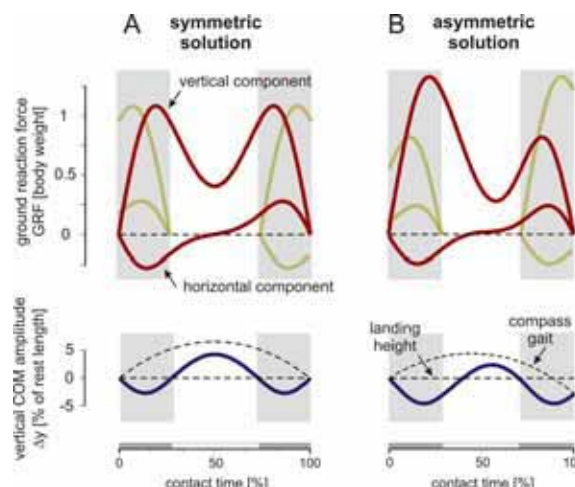 A symmetric
solution
B asymmetric
solution
vertical component
ground reaction force
GRF [body weight]
1
0.5
0
horizontal component
vertical COM amplitude
Δy [% of rest length]
5
0
-5
landing
height
compass
gait
0 50 100
contact time [%]
0 50 100
contact time [%]